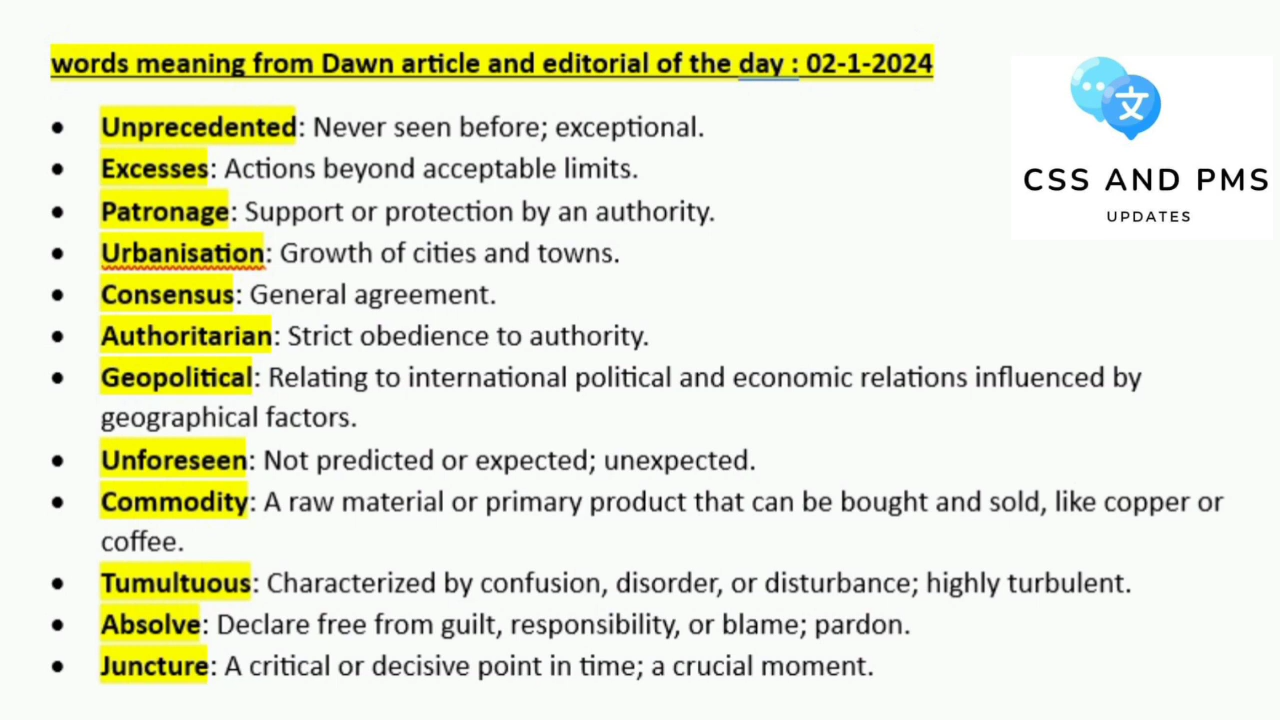 words meaning from Dawn article and editorial of the day : 02-1-2024
文
CSS AND PMS
UPDATES
• Unprecedented: Never seen before; exceptional.
• Excesses: Actions beyond acceptable limits.
• Patronage: Support or protection by an authority.
• Urbanisation: Growth of cities and towns.
• Consensus: General agreement.
• Authoritarian: Strict obedience to authority.
• Geopolitical: Relating to international political and economic relations influenced by
geographical factors.
• Unforeseen: Not predicted or expected; unexpected.
• Commodity: A raw material or primary product that can be bought and sold, like copper or
coffee.
• Tumultuous: Characterized by confusion, disorder, or disturbance; highly turbulent.
• Absolve: Declare free from guilt, responsibility, or blame; pardon.
• Juncture: A critical or decisive point in time; a crucial moment.